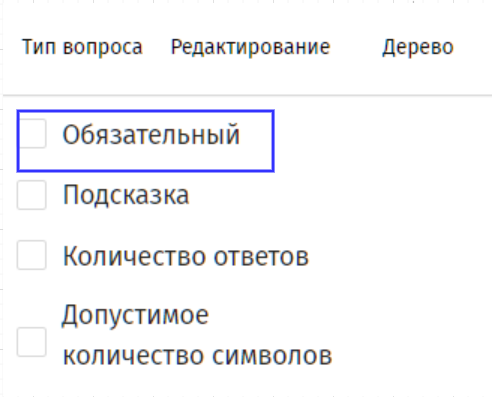 Тип вопроса Редактирование Дерево
Обязательный
Подсказка
Количество ответов
Допустимое
количество символов